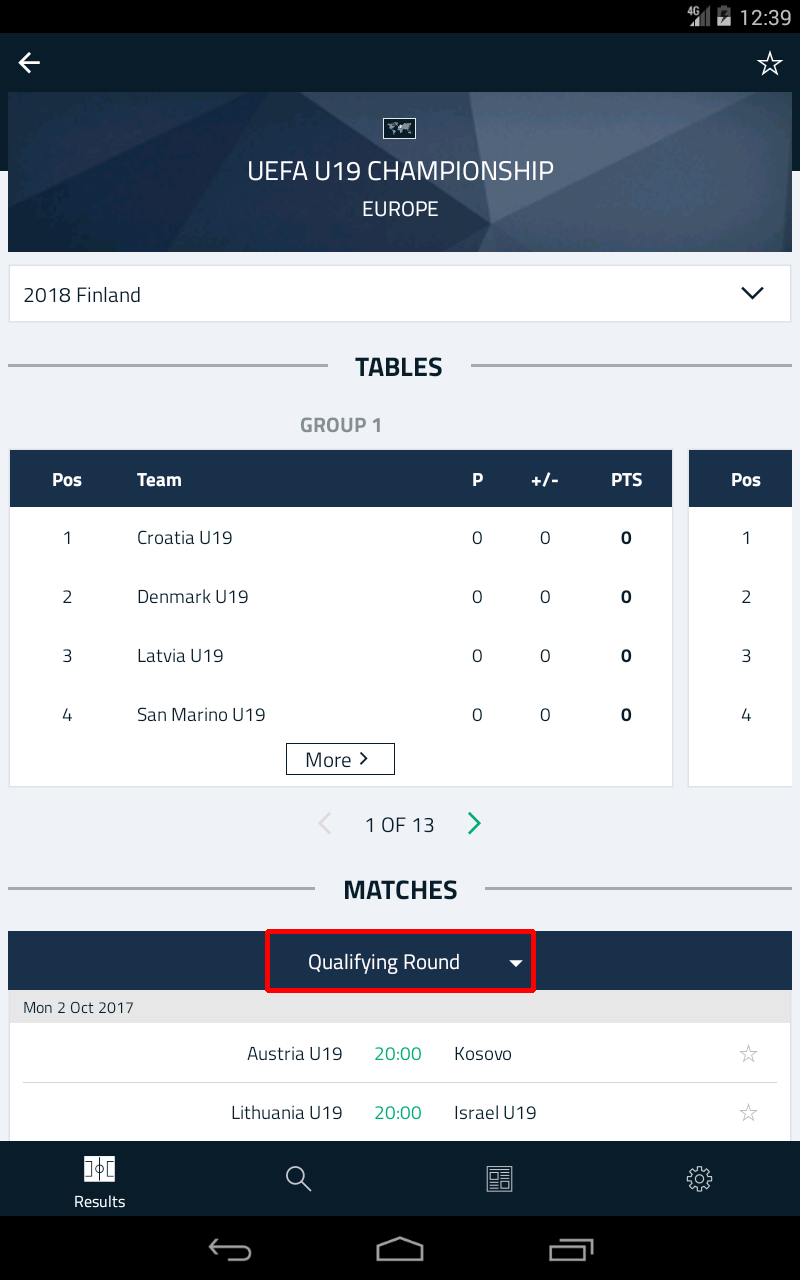 4G 12:39
UEFA U19 CHAMPIONSHIP
EUROPE
2018 Finland
TABLES
GROUP 1
Pos Team P +/- PTS Pos
1 Croatia U19 0 0 0 1
2 Denmark U19 0 0 0 2
3 Latvia U19 0 0 0 3
4 San Marino U19 0 0 0 4
More
1 OF 13
MATCHES
Qualifying Round
Mon 2 Oct 2017
Austria U19 20:00 Kosovo
Lithuania U19 20:00 Israel U19
Results